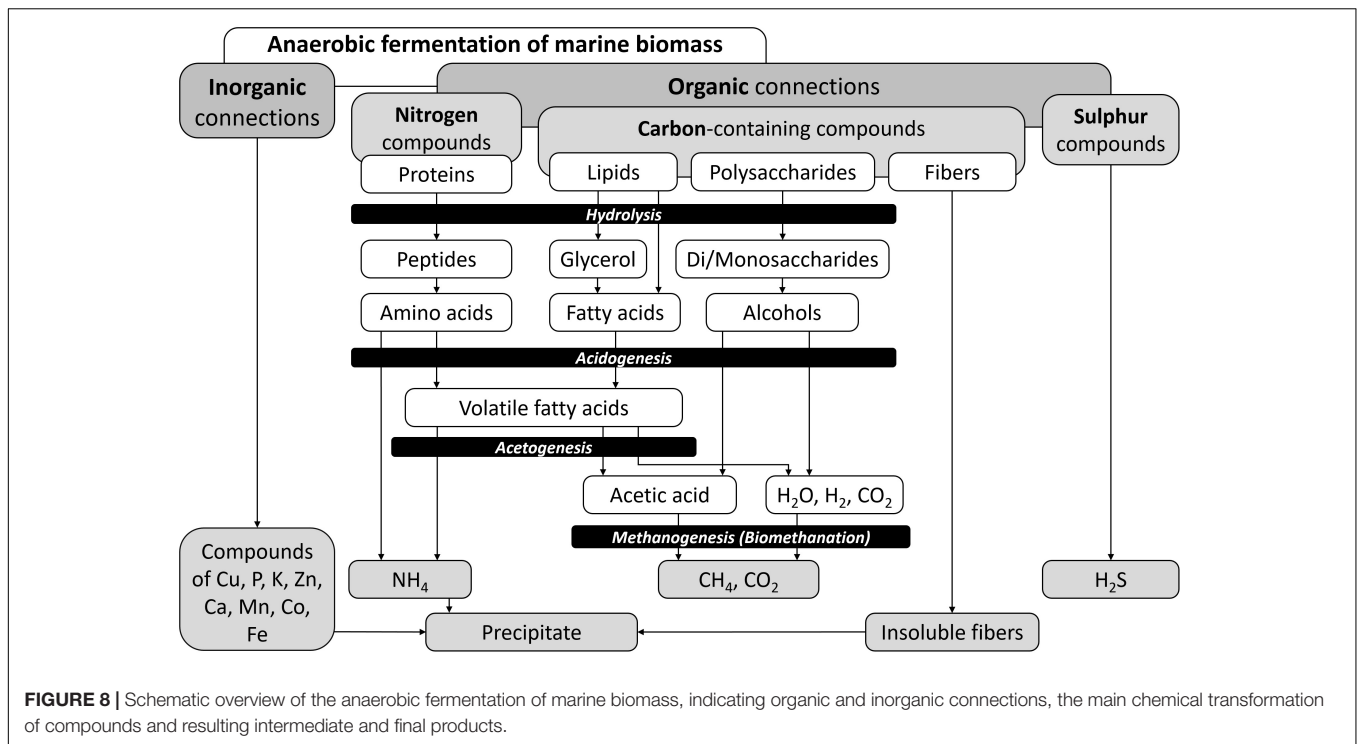 Anaerobic fermentation of marine biomass
Inorganic
connections
Organic connections
Nitrogen
compounds
Carbon-containing compounds
Sulphur
compounds
Proteins
Lipids
Polysaccharides
Fibers
Hydrolysis
Peptides
Glycerol
Di/Monosaccharides
Amino acids
Fatty acids
Alcohols
Acidogenesis
Volatile fatty acids
Acetogenesis
Acetic acid
H₂O, H₂, CO₂
Methanogenesis (Biomethanation)
Compounds
of Cu, P, K, Zn,
Ca, Mn, Co,
Fe
NH₄
CH₄, CO₂
H₂S
Precipitate
Insoluble fibers
FIGURE 8 | Schematic overview of the anaerobic fermentation of marine biomass, indicating organic and inorganic connections, the main chemical transformation
of compounds and resulting intermediate and final products.